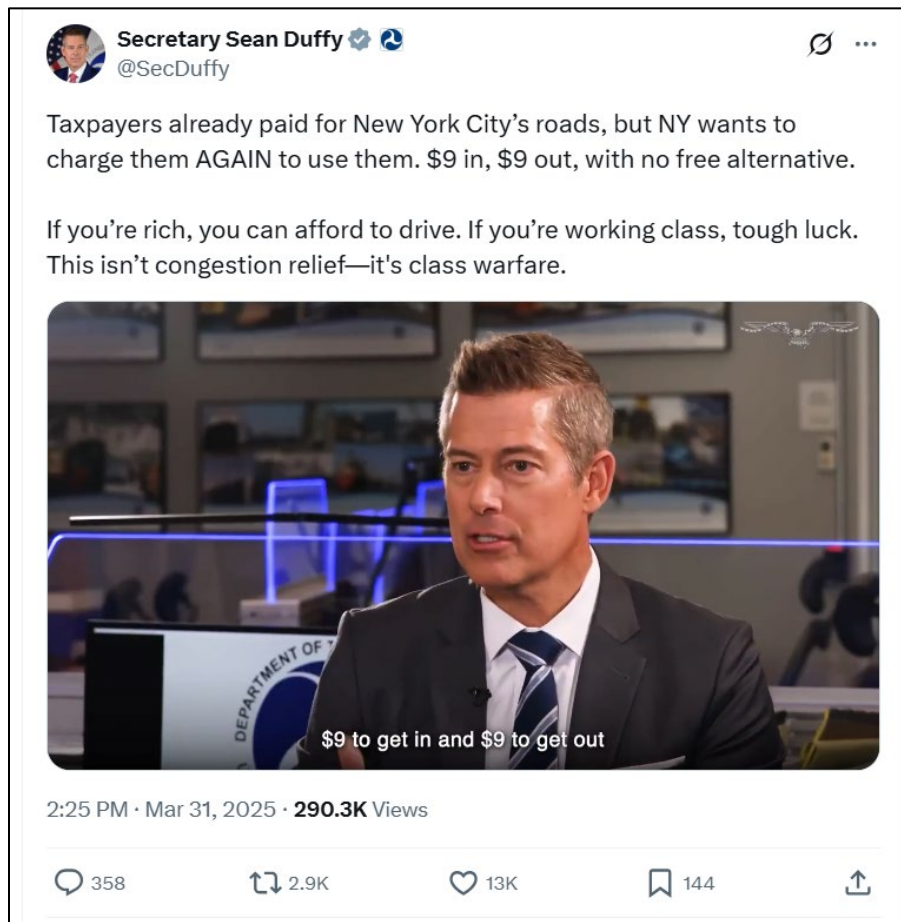 Secretary Sean Duffy
@SecDuffy
Taxpayers already paid for New York City’s roads, but NY wants to
charge them AGAIN to use them. $9 in, $9 out, with no free alternative.
If you’re rich, you can afford to drive. If you’re working class, tough luck.
This isn’t congestion relief—it's class warfare.
DEPARTMENT OF
$9 to get in and $9 to get out
2:25 PM · Mar 31, 2025 · 290.3K Views
358 2.9K 13K 144